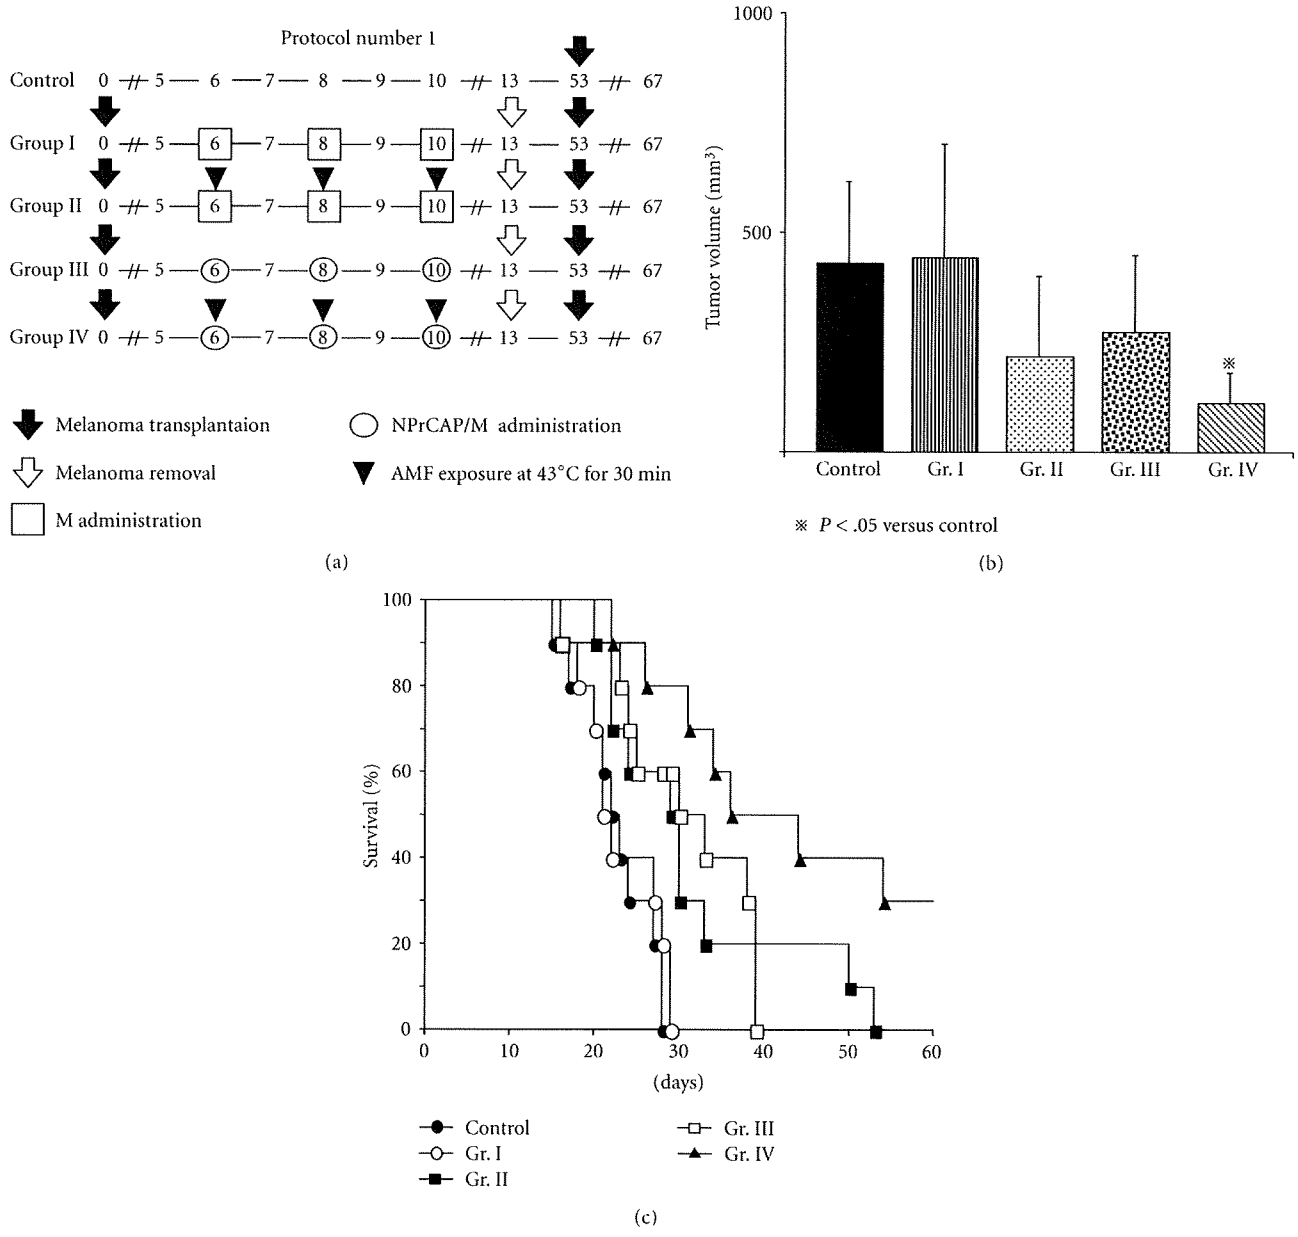 Protocol number 1
Control 0 5 6 7 8 9 10 13 53 67
Group I 0 5 6 7 8 9 10 13 53 67
Group II 0 5 6 7 8 9 10 13 53 67
Group III 0 5 6 7 8 9 10 13 53 67
Group IV 0 5 6 7 8 9 10 13 53 67
Melanoma transplantaion
Melanoma removal
M administration
NPrCAP/M administration
AMF exposure at 43°C for 30 min
(a)
Tumor volume (mm³)
1000
500
Control Gr. I Gr. II Gr. III Gr. IV
※
※ P < .05 versus control
(b)
Survival (%)
100
80
60
40
20
0
0 10 20 30 40 50 60
(days)
Control
Gr. I
Gr. II
Gr. III
Gr. IV
(c)